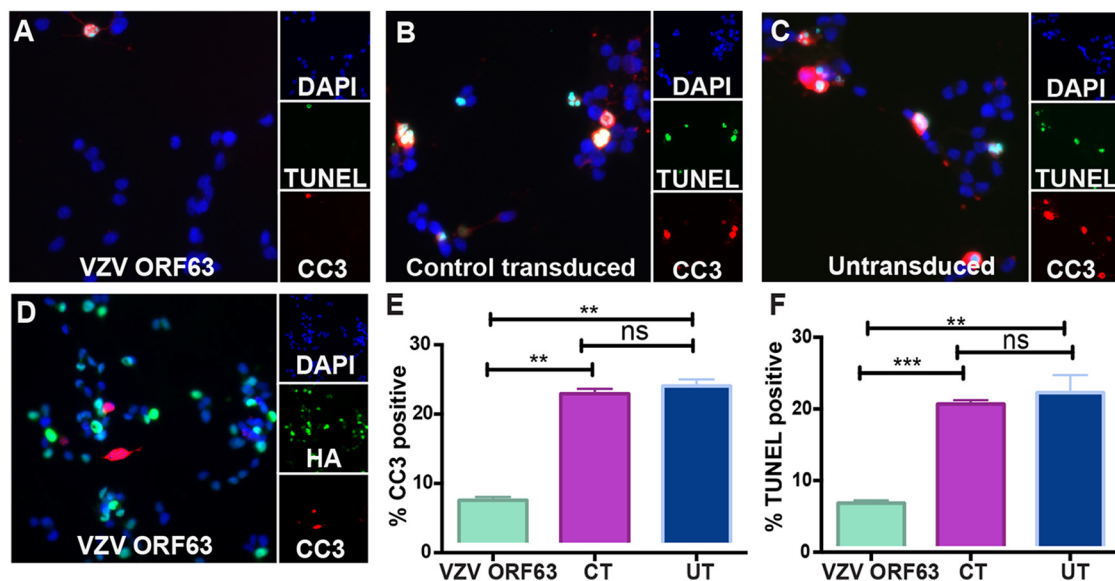 A
DAPI
TUNEL
VZV ORF63
CC3
B
DAPI
TUNEL
Control transduced
CC3
C
DAPI
TUNEL
Untransduced
CC3
D
DAPI
HA
VZV ORF63
CC3
E
**
ns
**
30
20
10
0
% CC3 positive
VZV ORF63 CT UT
F
**
ns
***
30
20
10
0
% TUNEL positive
VZV ORF63 CT UT